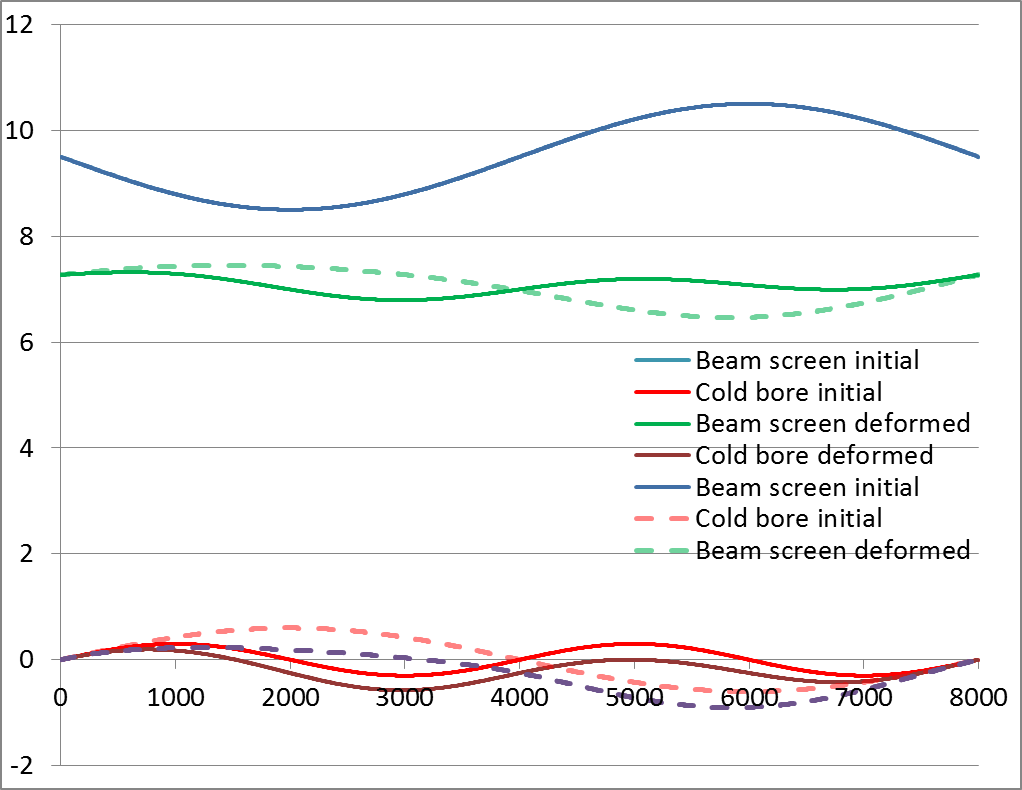 12
10
8
6
4
2
0
-2
0 1000 2000 3000 4000 5000 6000 7000 8000
Beam screen initial
Cold bore initial
Beam screen deformed
Cold bore deformed
Beam screen initial
Cold bore initial
Beam screen deformed